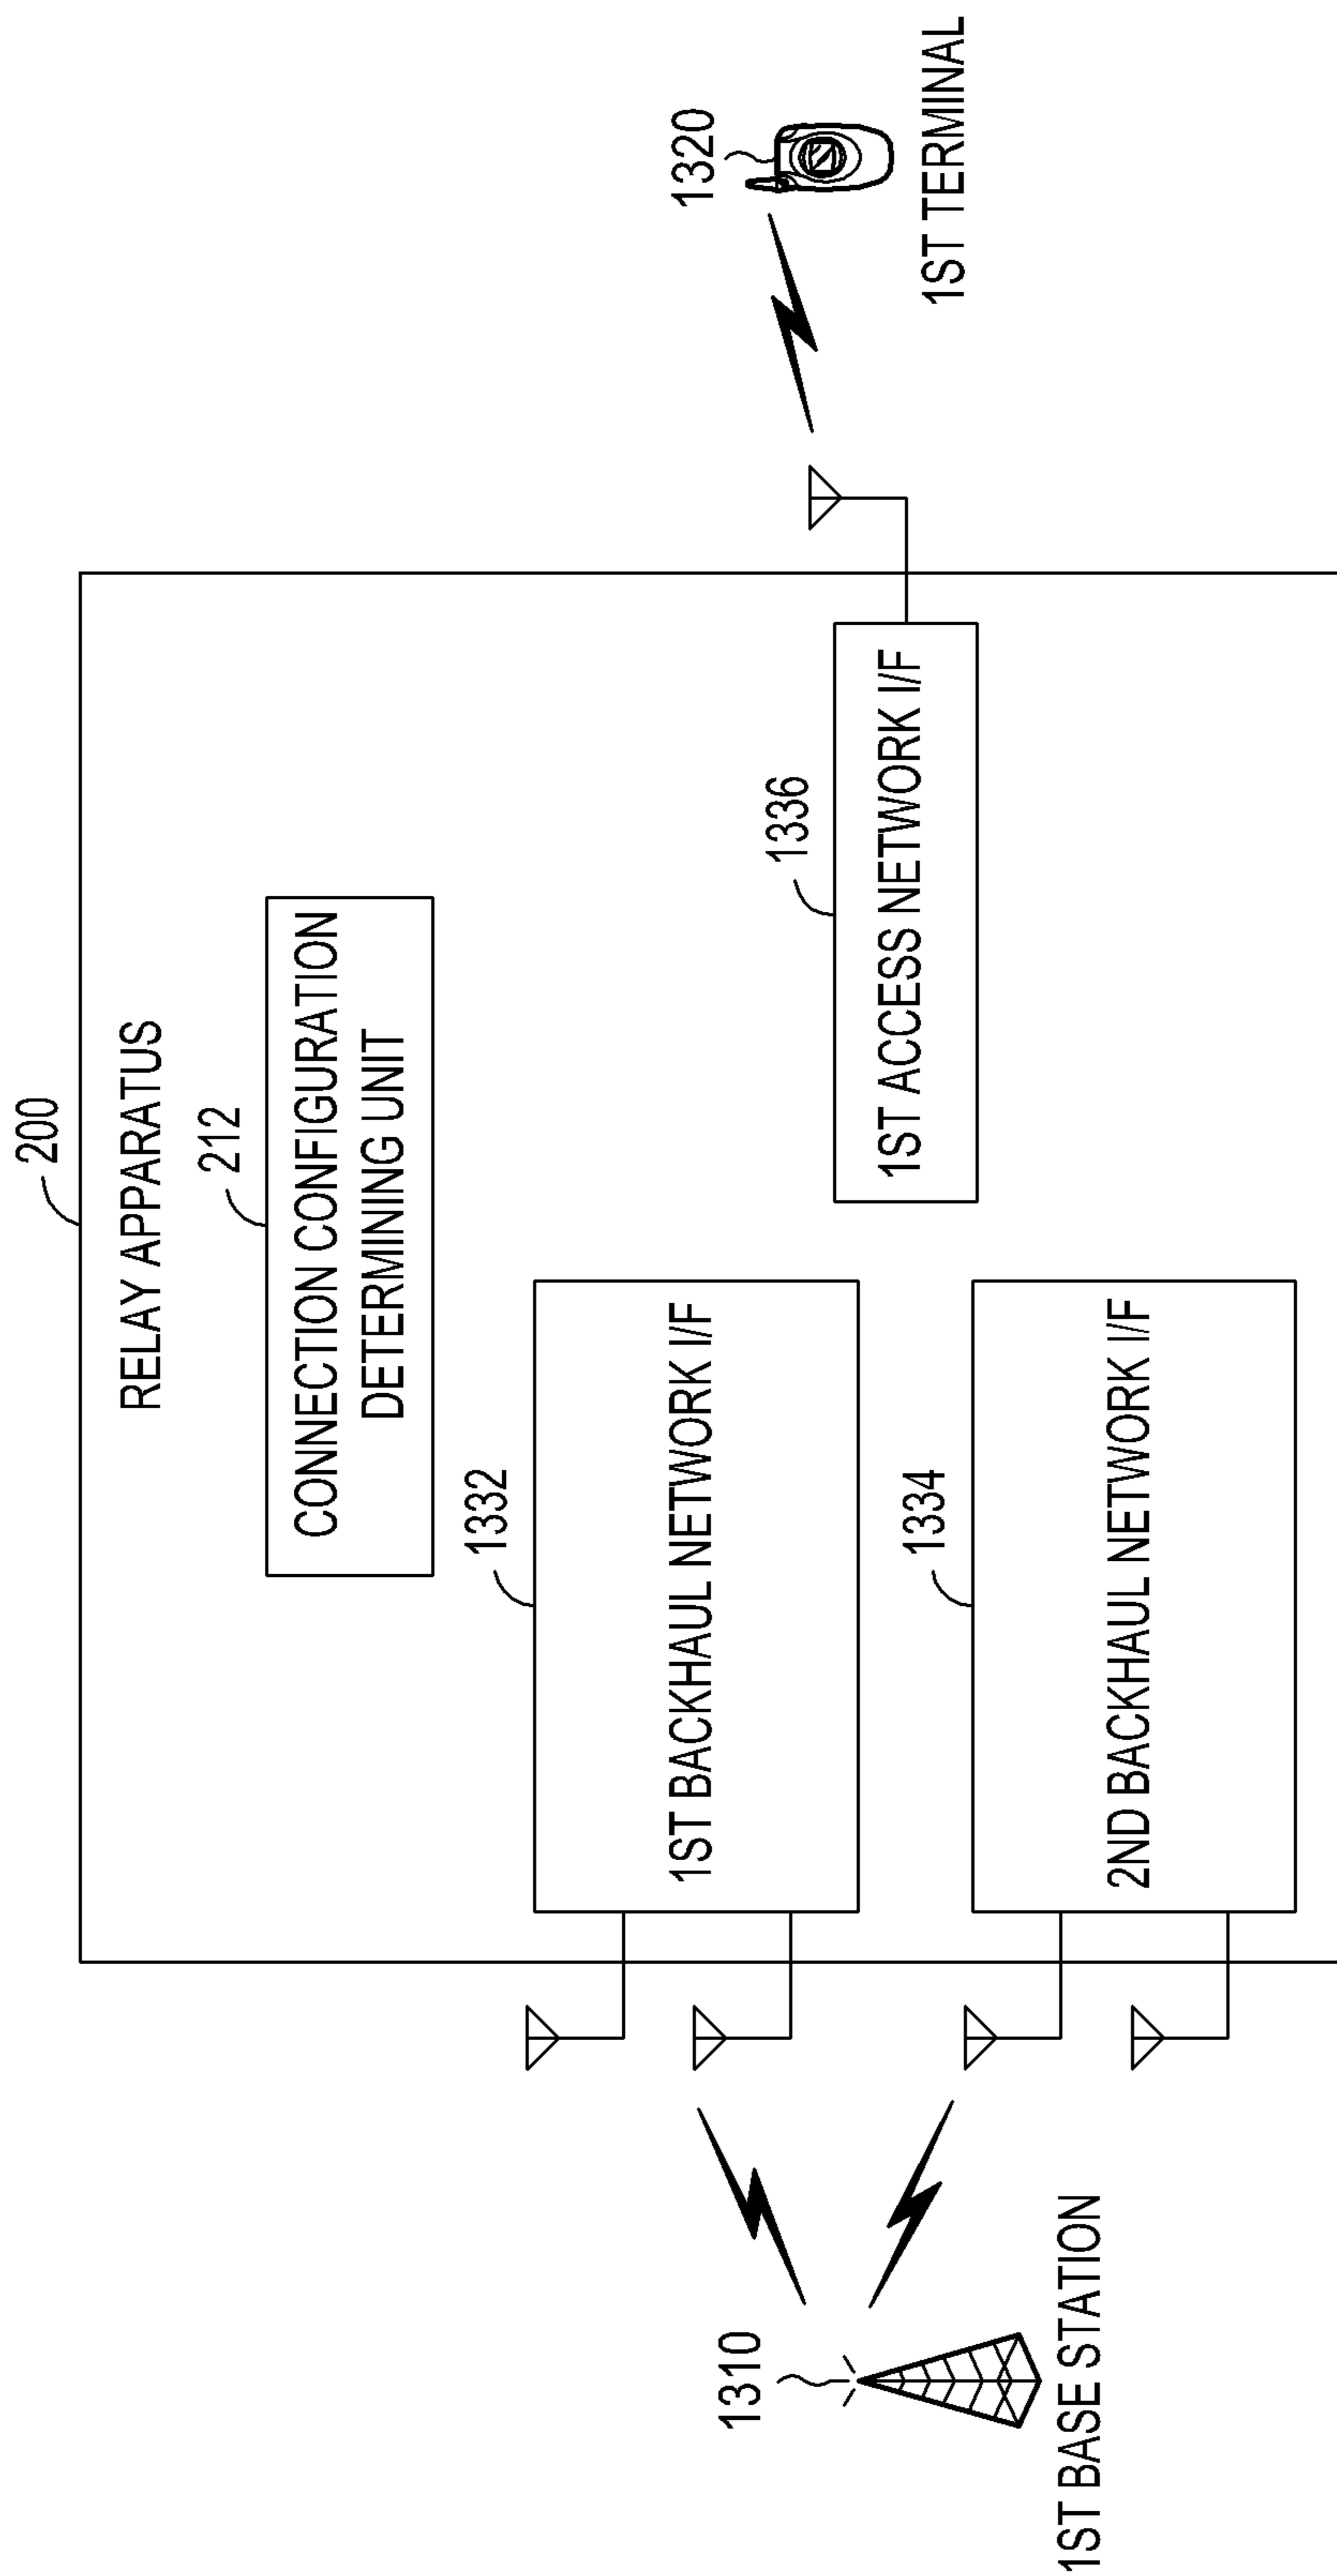 200
RELAY APPARATUS
212
CONNECTION CONFIGURATION
DETERMINING UNIT
1332
1ST BACKHAUL NETWORK I/F
1320
1ST TERMINAL
1336
1ST ACCESS NETWORK I/F
1310
1ST BASE STATION
1334
2ND BACKHAUL NETWORK I/F